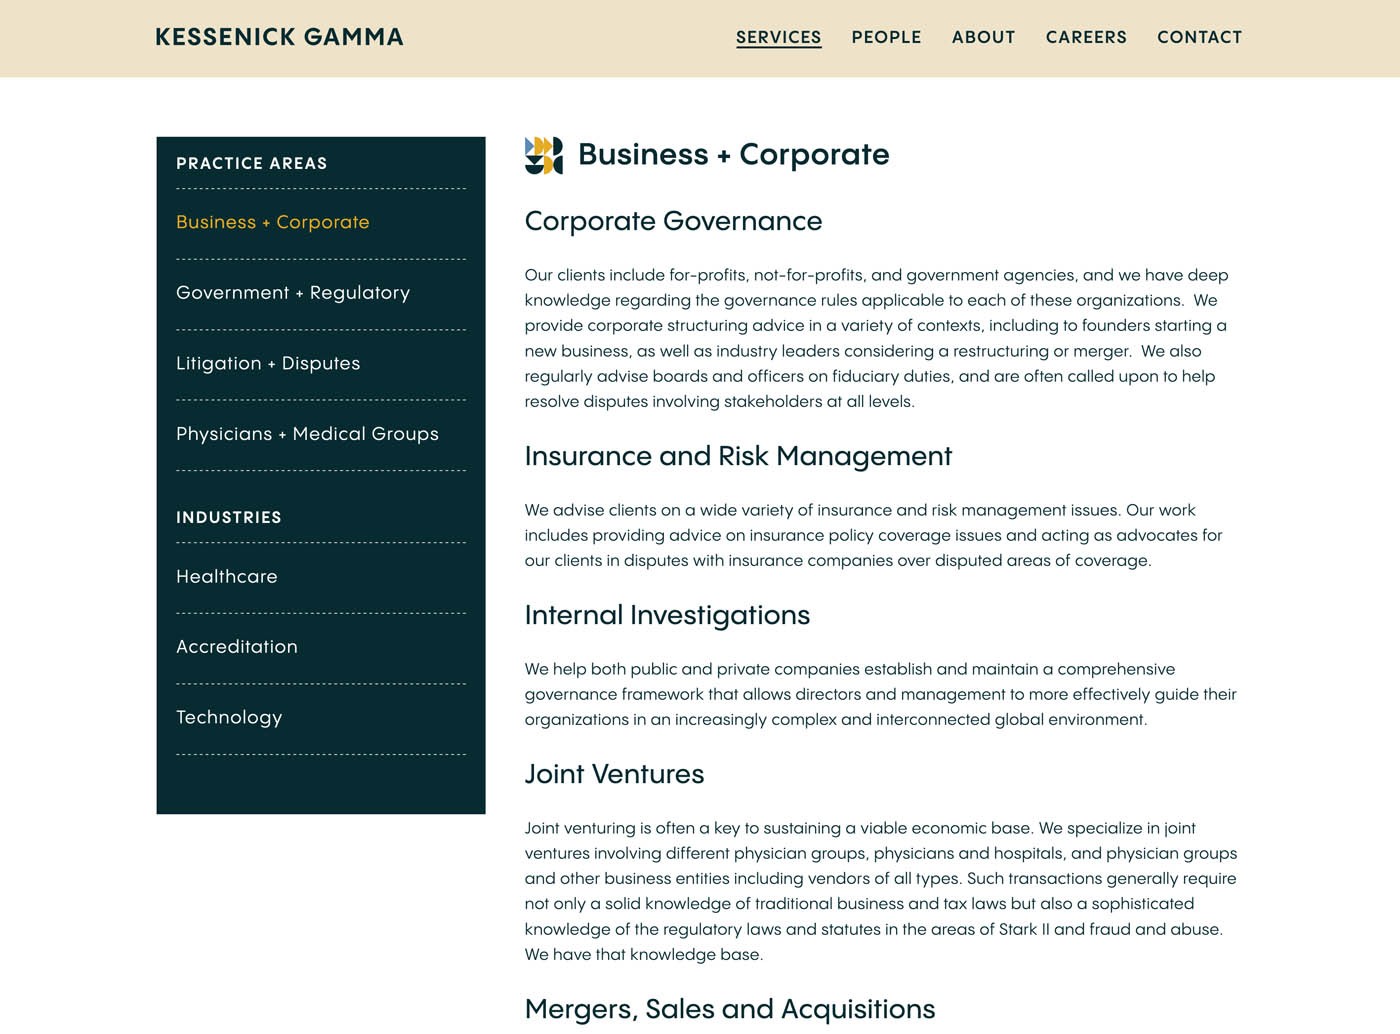 KESSENICK GAMMA
SERVICES PEOPLE ABOUT CAREERS CONTACT
PRACTICE AREAS
Business + Corporate
Government + Regulatory
Litigation + Disputes
Physicians + Medical Groups
INDUSTRIES
Healthcare
Accreditation
Technology
Business + Corporate
Corporate Governance
Our clients include for-profits, not-for-profits, and government agencies, and we have deep
knowledge regarding the governance rules applicable to each of these organizations.  We
provide corporate structuring advice in a variety of contexts, including to founders starting a
new business, as well as industry leaders considering a restructuring or merger.  We also
regularly advise boards and officers on fiduciary duties, and are often called upon to help
resolve disputes involving stakeholders at all levels.
Insurance and Risk Management
We advise clients on a wide variety of insurance and risk management issues. Our work
includes providing advice on insurance policy coverage issues and acting as advocates for
our clients in disputes with insurance companies over disputed areas of coverage.
Internal Investigations
We help both public and private companies establish and maintain a comprehensive
governance framework that allows directors and management to more effectively guide their
organizations in an increasingly complex and interconnected global environment.
Joint Ventures
Joint venturing is often a key to sustaining a viable economic base. We specialize in joint
ventures involving different physician groups, physicians and hospitals, and physician groups
and other business entities including vendors of all types. Such transactions generally require
not only a solid knowledge of traditional business and tax laws but also a sophisticated
knowledge of the regulatory laws and statutes in the areas of Stark II and fraud and abuse.
We have that knowledge base.
Mergers, Sales and Acquisitions